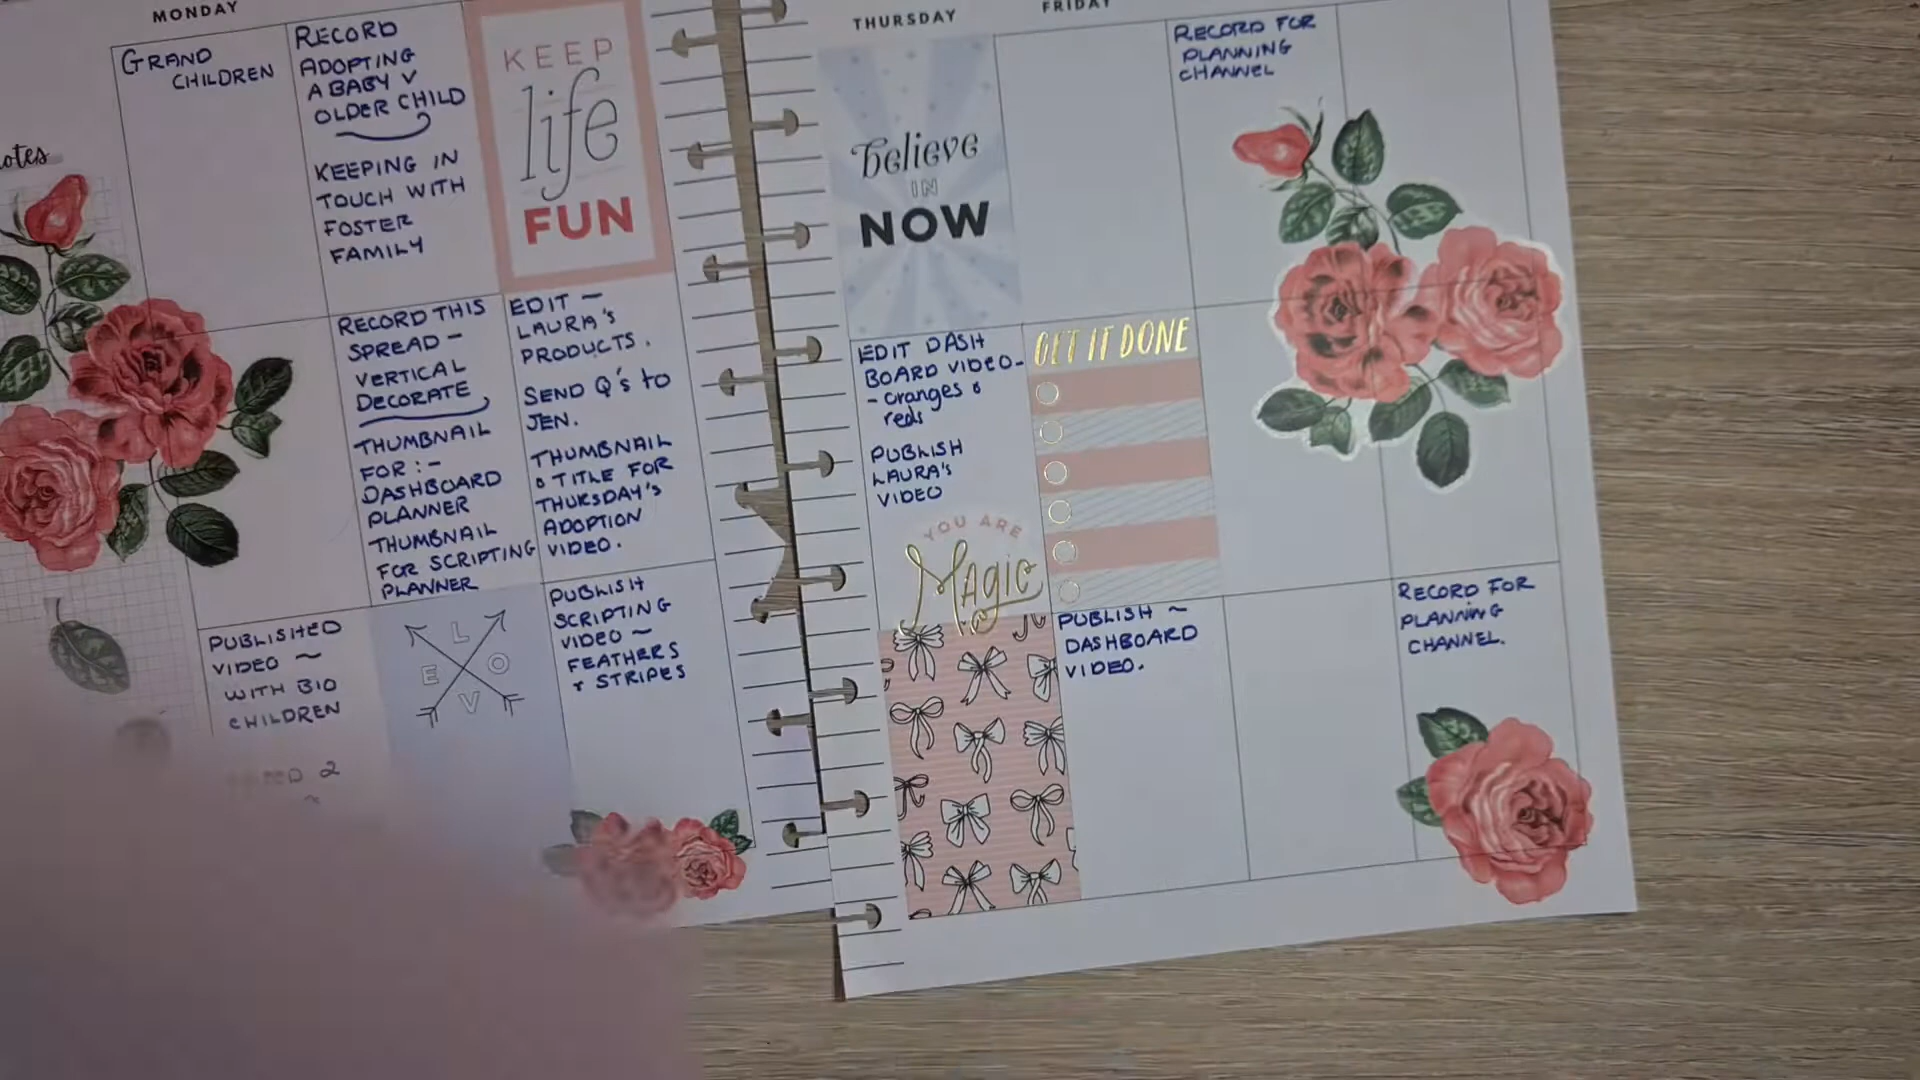 MONDAY
GRAND
CHILDREN
RECORD
ADOPTING
A BABY V
OLDER CHILD
KEEPING IN
TOUCH WITH
FOSTER
FAMILY
KEEP
life
FUN
notes
RECORD THIS
SPREAD -
VERTICAL
DECORATE
THUMBNAIL
FOR :-
DASHBOARD
PLANNER
THUMBNAIL
FOR SCRIPTING
PLANNER
EDIT ~
LAURA'S
PRODUCTS.
SEND Q'S TO
JEN.
THUMBNAIL
& TITLE FOR
THURSDAY'S
ADOPTION
VIDEO.
PUBLISHED
VIDEO ~
WITH BIO
CHILDREN
2
L
E O
V
PUBLISH
SCRIPTING
VIDEO ~
FEATHERS
+ STRIPES
THURSDAY
FRIDAY
believe
IN
NOW
RECORD FOR
PLANNING
CHANNEL
EDIT DASH
BOARD VIDEO-
- oranges &
reds
PUBLISH
LAURA'S
VIDEO
YOU ARE
MAGIC
GET IT DONE
PUBLISH ~
DASHBOARD
VIDEO.
RECORD FOR
PLANNING
CHANNEL.